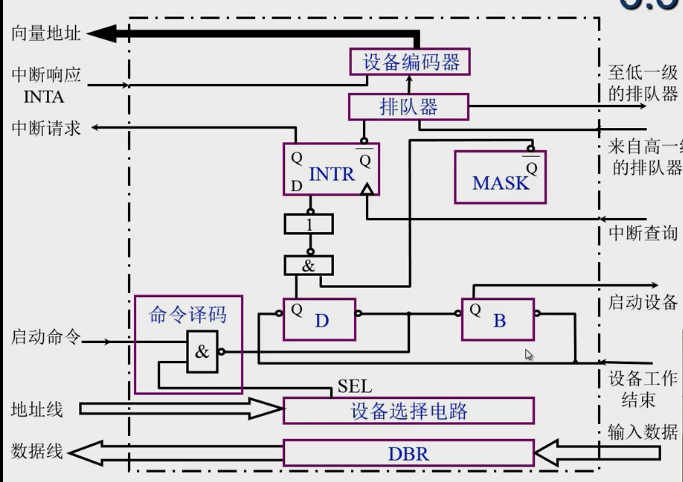 向量地址
设备编码器
中断响应
INTA
至低一级
的排队器
排队器
中断请求
来自高一
的排队器
Q
Q
INTR
D
Q
MASK
1
中断查询
&
命令译码
Q
D
Q
B
启动设备
启动命令
&
设备工作
结束
SEL
地址线
设备选择电路
输入数据
数据线
DBR